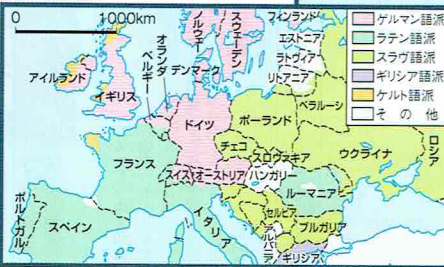 0 1000km
ゲルマン語派
ラテン語派
スラヴ語派
ギリシア語派
ケルト語派
その他
ノルウェー
スウェーデン
フィンランド
エストニア
ラトヴィア
リトアニア
オランダ
ベルギー
デンマーク
アイルランド
イギリス
ベラルーシ
ロシア
ドイツ
ポーランド
チェコ
スロヴァキア
ウクライナ
フランス
スイス
オーストリア
ハンガリー
ルーマニア
ポルトガル
スペイン
イタリア
セルビア
ブルガリア
アルバニア
ギリシア